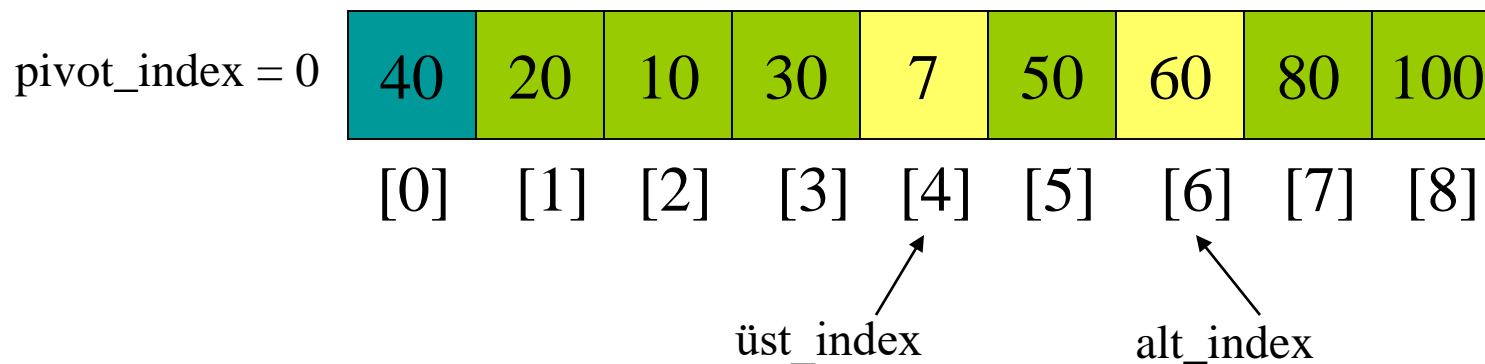 pivot_index = 0 40 20 10 30 7 50 60 80 100
[0] [1] [2] [3] [4] [5] [6] [7] [8]
üst_index alt_index